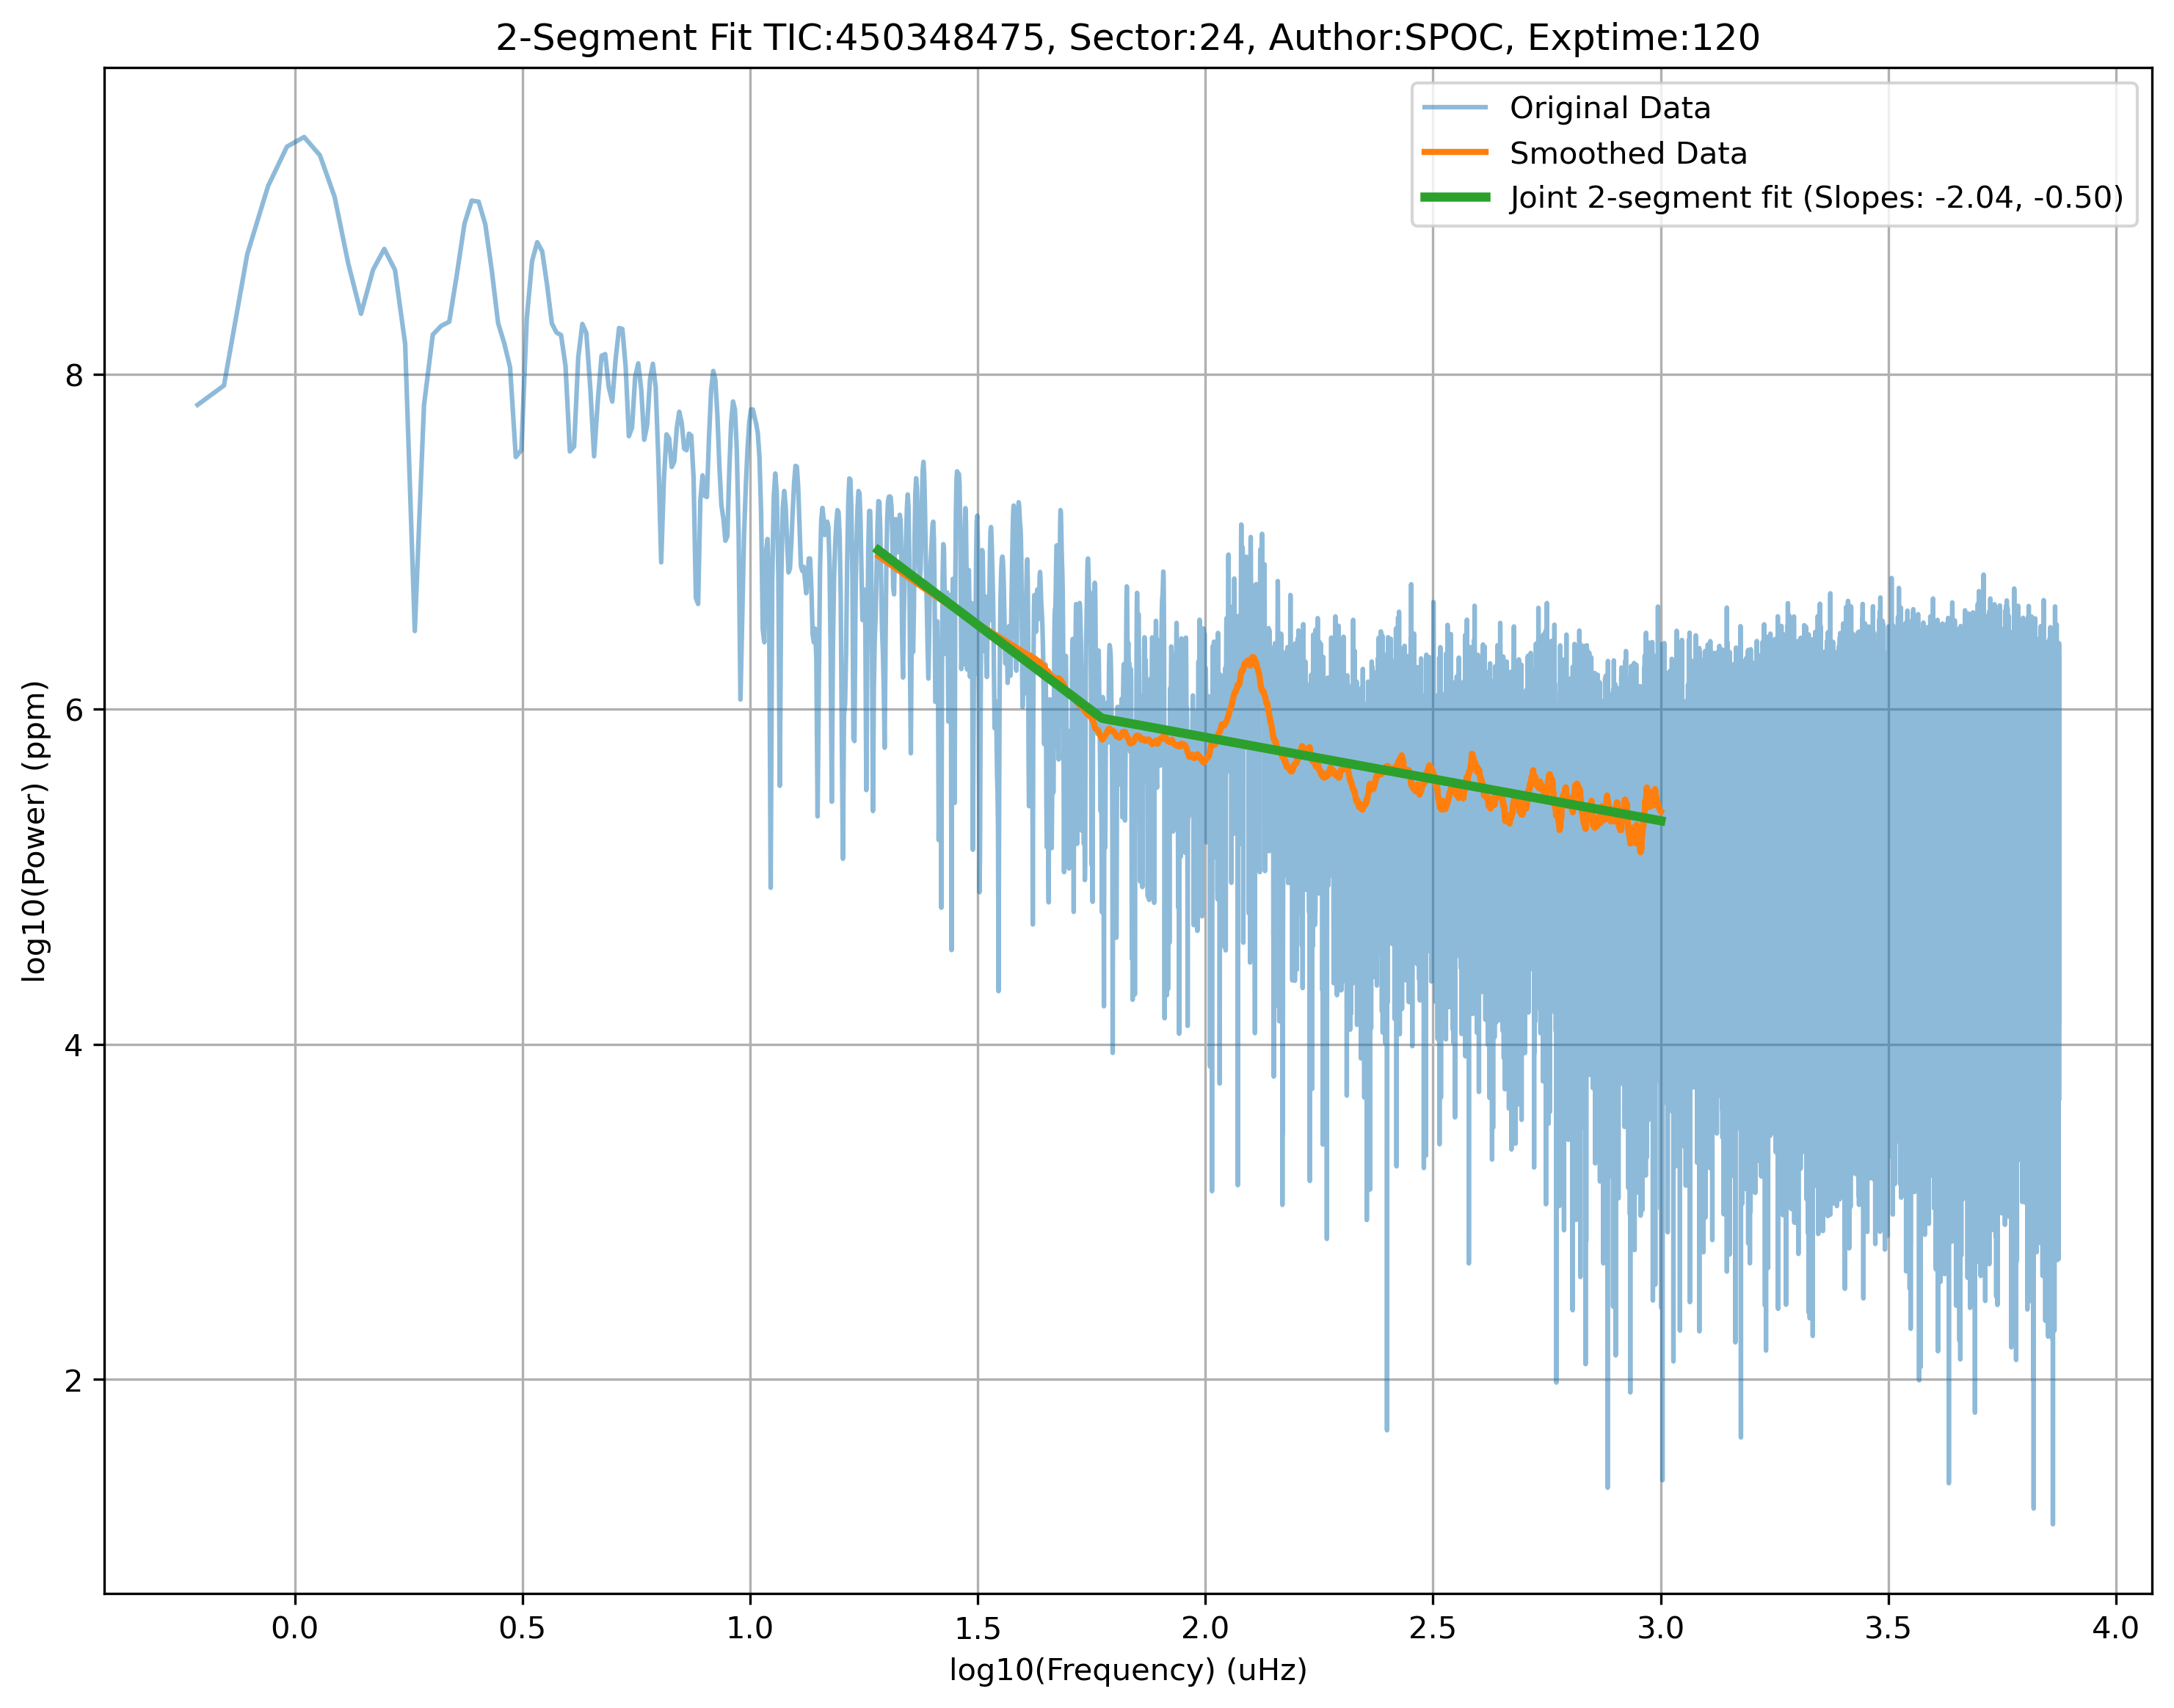 2-Segment Fit TIC:450348475, Sector:24, Author:SPOC, Exptime:120
Original Data
Smoothed Data
Joint 2-segment fit (Slopes: -2.04, -0.50)
log10(Power) (ppm)
8
6
4
2
0.0 0.5 1.0 1.5 2.0 2.5 3.0 3.5 4.0
log10(Frequency) (uHz)